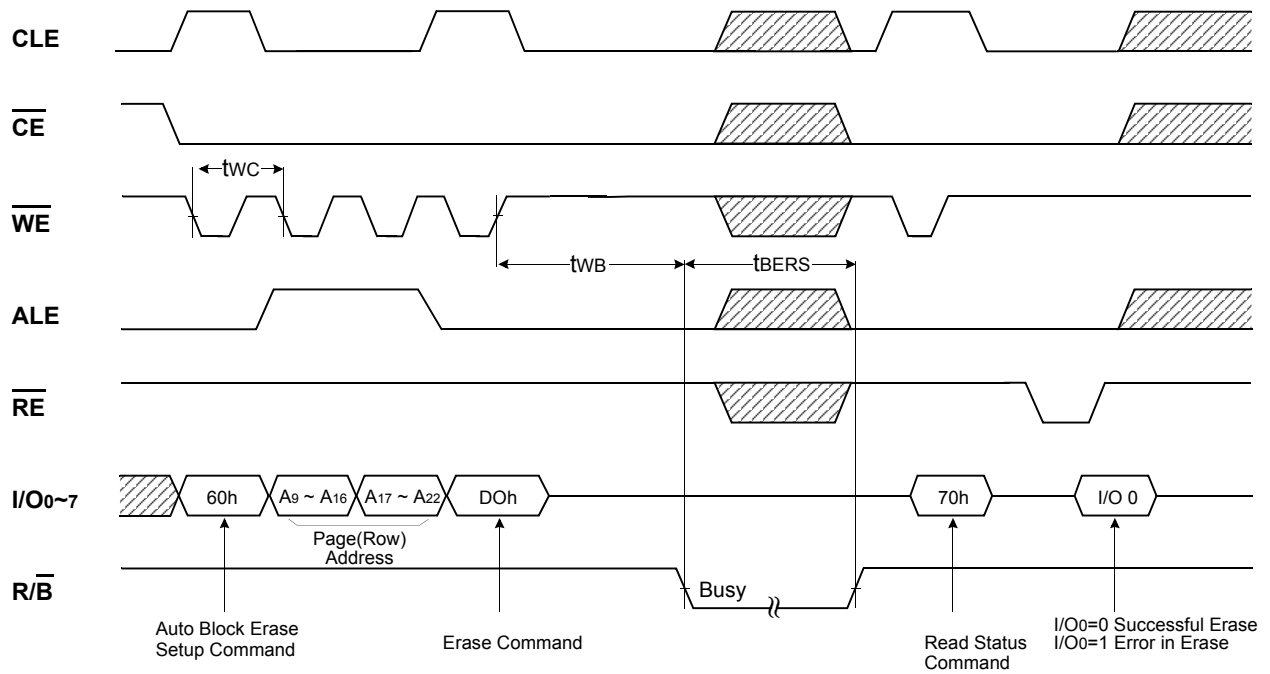 CLE
CE
tWC
WE
tWB
tBERS
ALE
RE
I/O0~7
60h
A9 ~ A16
A17 ~ A22
DOh
70h
I/O 0
Page(Row)
Address
R/B
Busy
Auto Block Erase
Setup Command
Erase Command
Read Status
Command
I/O0=0 Successful Erase
I/O0=1 Error in Erase